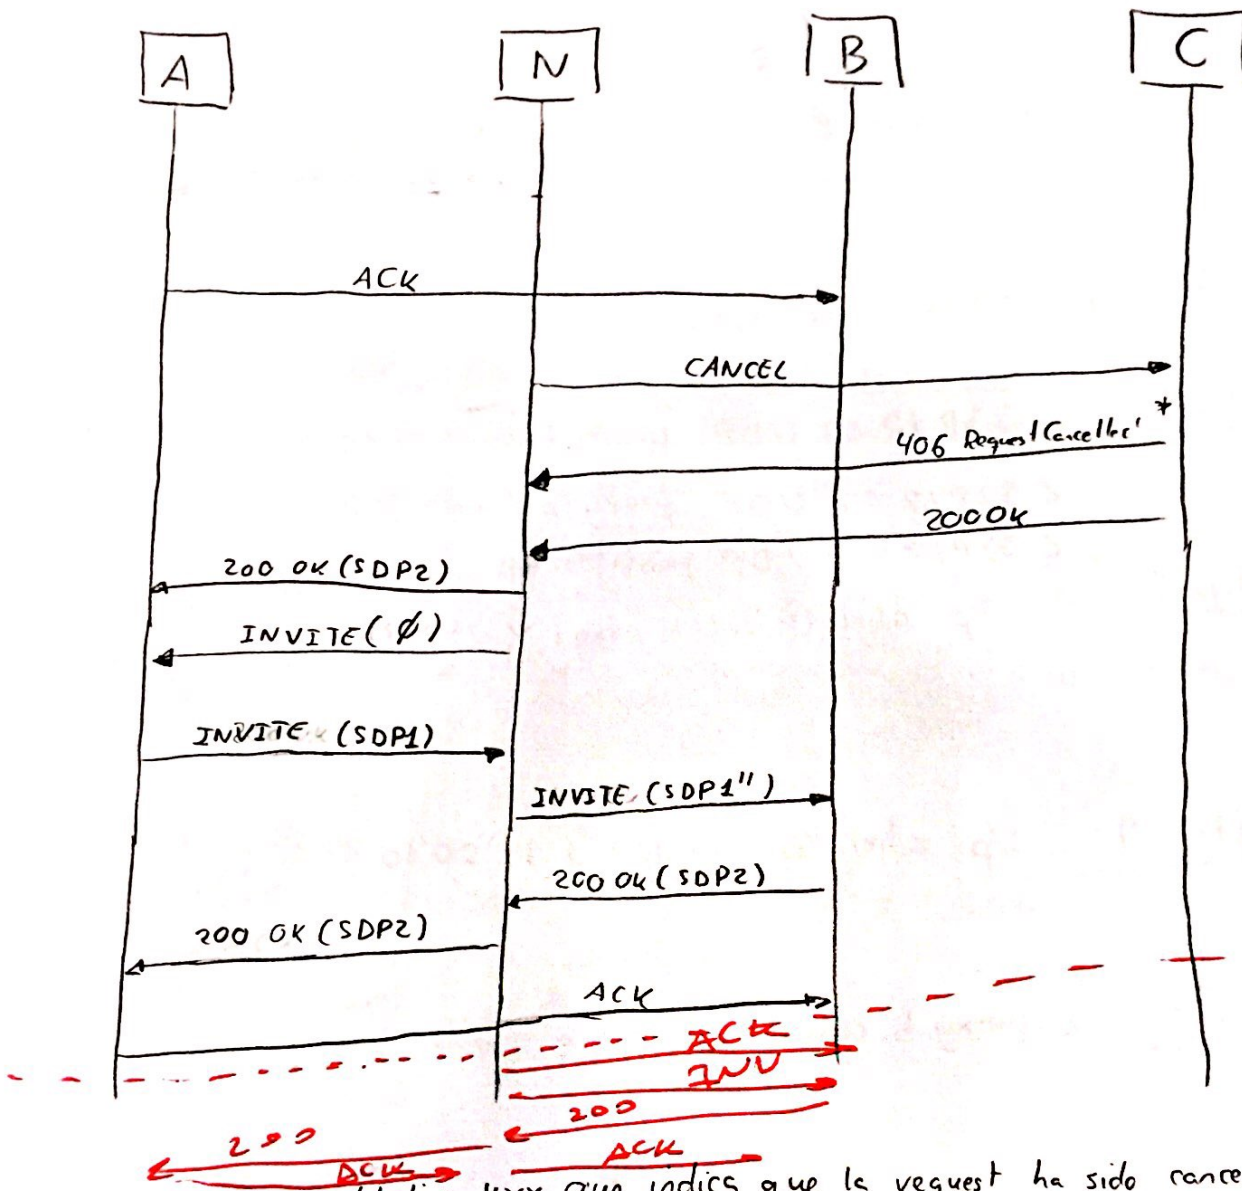 A N B C
ACK
CANCEL
*
406 Request
200 OK
200 OK (SDP2)
INVITE (Ø)
INVITE (SDP1)
INVITE (SDP1")
200 OK (SDP2)
200 OK (SDP2)
ACK
ACK
INV
200
200
ACK
ACK
que indica que la request ha sido cance